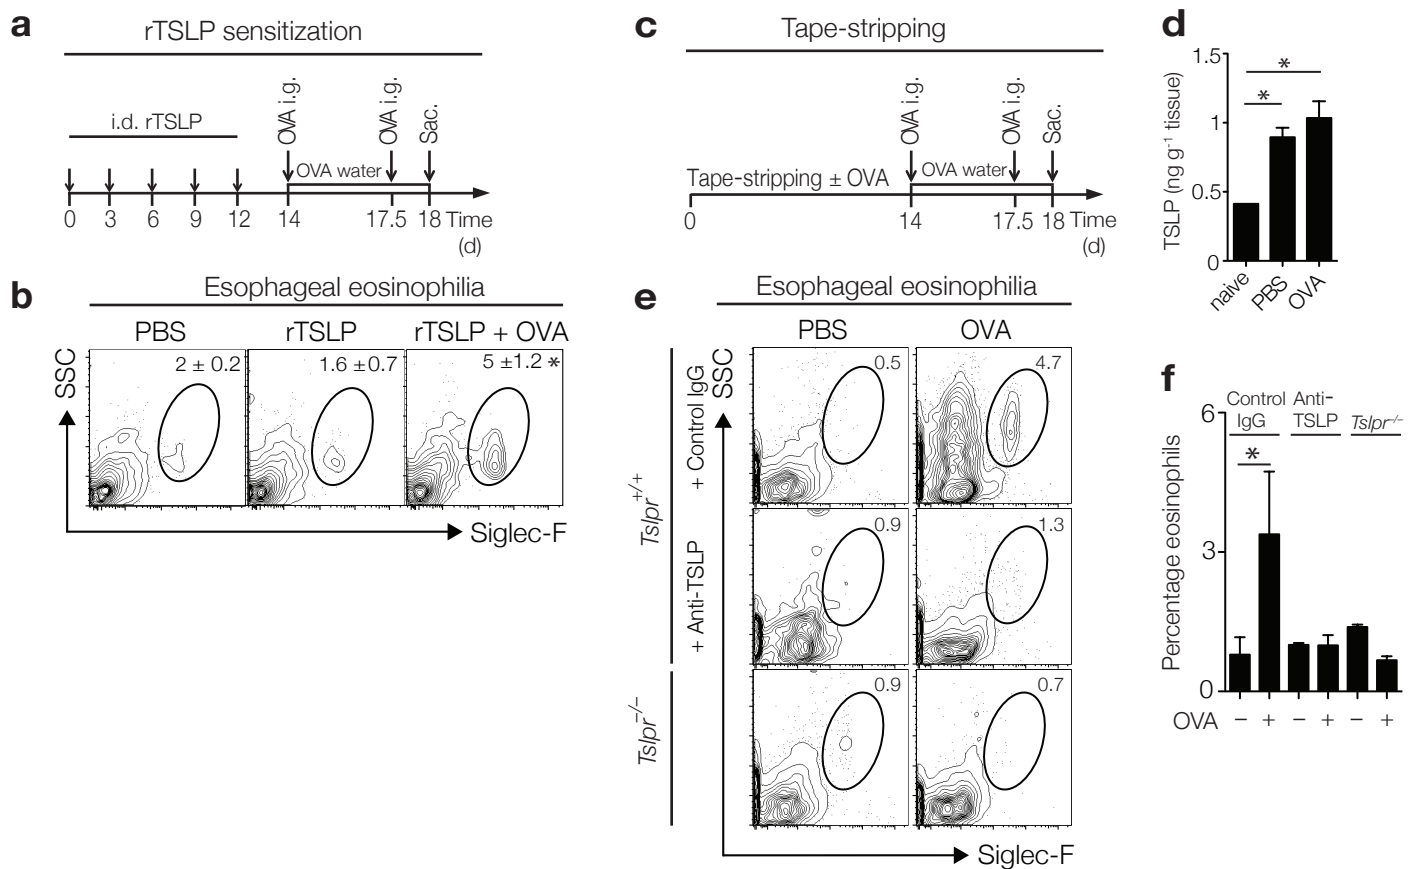 a
rTSLP sensitization
i.d. rTSLP
OVA i.g.
OVA i.g.
Sac.
OVA water
0 3 6 9 12 14 17.5 18 Time
(d)
b
Esophageal eosinophilia
PBS rTSLP rTSLP + OVA
SSC
2 ± 0.2
1.6 ± 0.7
5 ±1.2 *
Siglec-F
c
Tape-stripping
OVA i.g.
OVA i.g.
Sac.
Tape-stripping ± OVA
OVA water
0 14 17.5 18 Time
(d)
d
TSLP (ng g⁻¹ tissue)
1.5
1
0.5
0
*
*
naive
PBS
OVA
e
Esophageal eosinophilia
PBS OVA
SSC
Tslpr+/+
+ Control IgG
0.5 4.7
+ Anti-TSLP
0.9 1.3
Tslpr−/−
0.9 0.7
Siglec-F
f
Control IgG
Anti-TSLP
Tslpr−/−
Percentage eosinophils
6
3
0
*
OVA − + − + − +